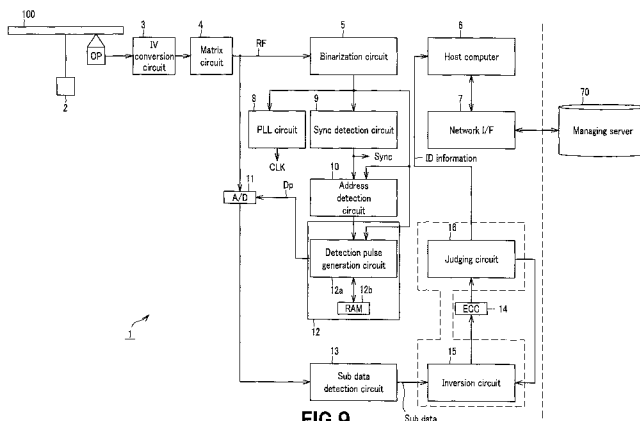 100
OP
2
3
IV
conversion
circuit
4
Matrix
circuit
RF
5
Binarization circuit
6
Host computer
8
PLL circuit
CLK
9
Sync detection circuit
Sync
7
Network I/F
ID information
70
Managing server
10
Address
detection
circuit
11
A/D
Dp
Detection pulse
generation circuit
12a
12b
RAM
12
16
Judging circuit
ECC
14
13
Sub data
detection circuit
Sub data
15
Inversion circuit
1
FIG.9